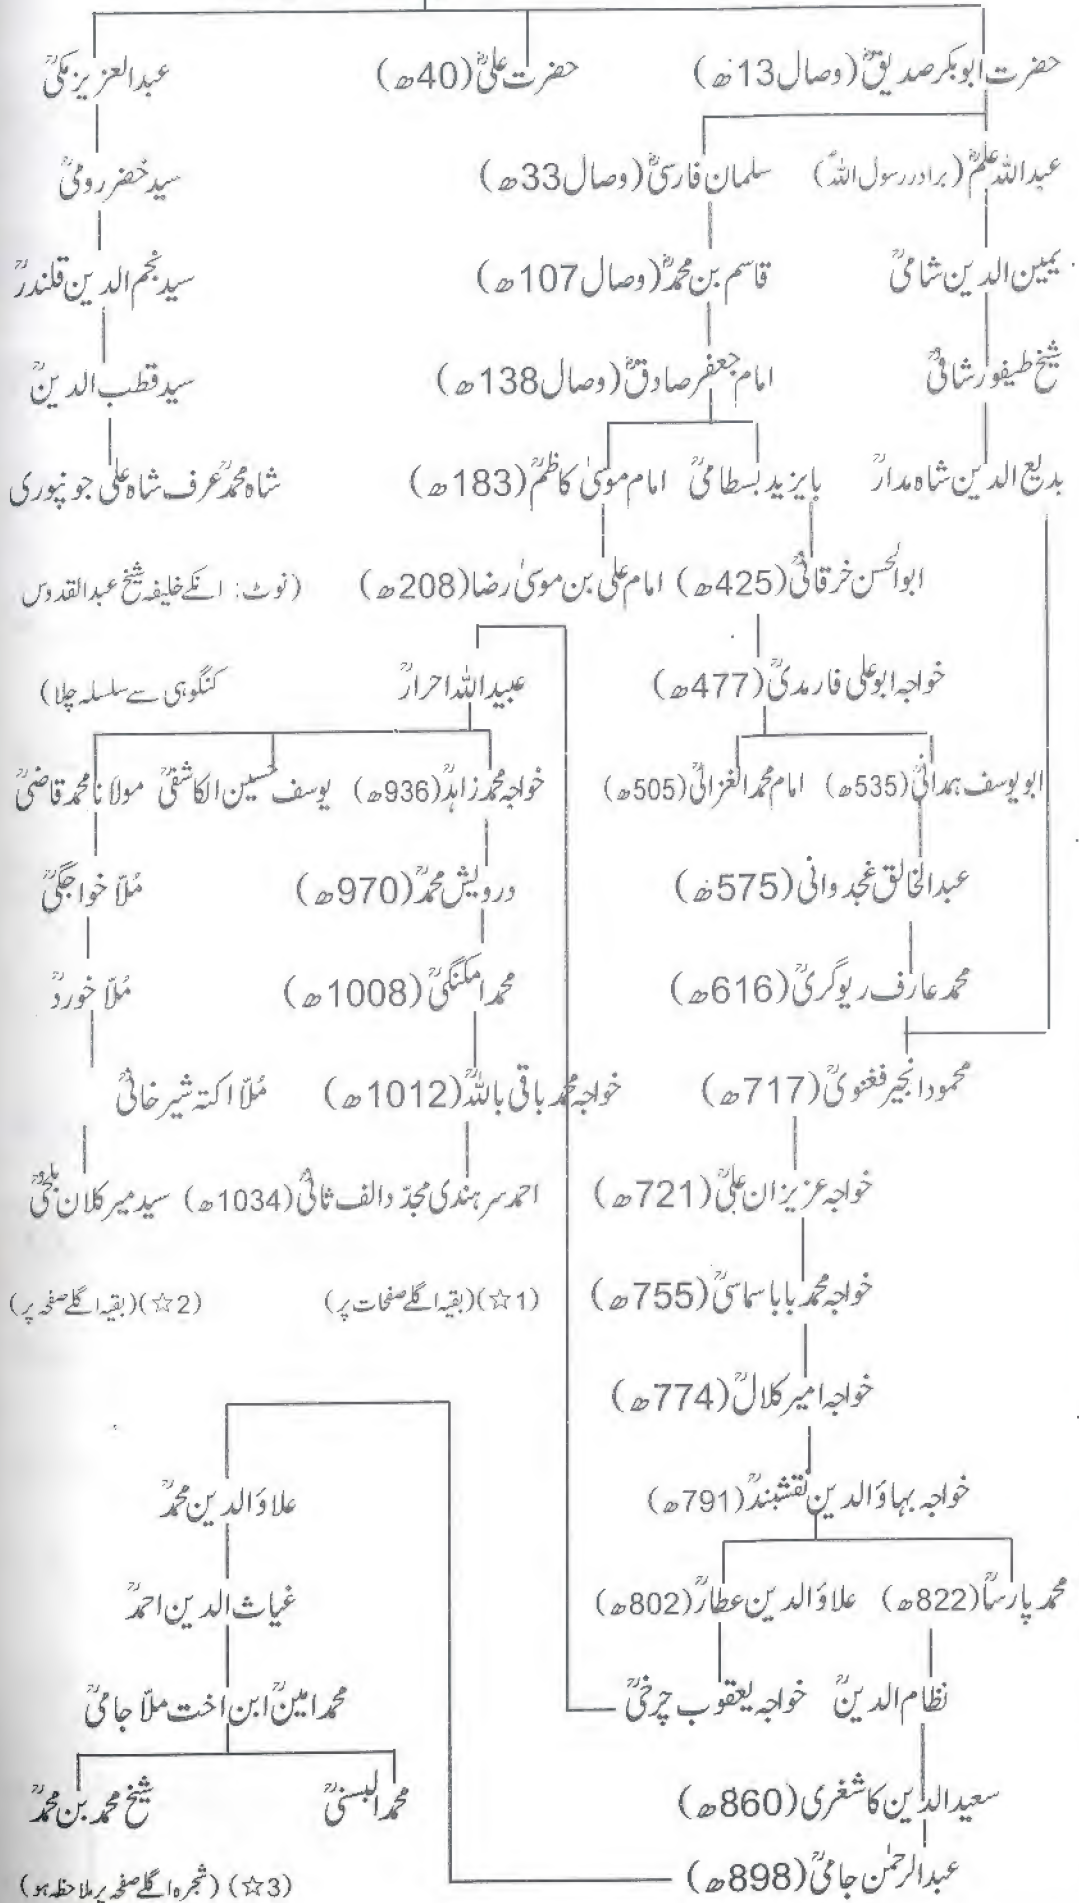 حضرت ابوبکر صدیقؓ (وصال 13ھ) حضرت علیؓ (40ھ) عبدالعزیز مکیؒ
عبداللہ علمؓ (برادر رسول اللہؐ) سلمان فارسیؓ (وصال 33ھ) سید خضر رومیؒ
یمین الدین شامیؒ قاسم بن محمدؓ (وصال 107ھ) سید نجم الدین قلندرؒ
شیخ طیفور شافیؒ امام جعفر صادقؓ (وصال 138ھ) سید قطب الدینؒ
بدیع الدین شاہ مدارؒ بایزید بسطامیؒ امام موسیٰ کاظمؒ (183ھ) شاہ محمدؒ عرف شاہ علی جونپوری
ابوالحسن خرقانیؒ (425ھ) امام علی بن موسیٰ رضا (208ھ) (نوٹ: انکے خلیفہ شیخ عبدالقدوس
خواجہ ابو علی فارمدیؒ (477ھ) عبیداللہ احرارؒ کنگوہی سے سلسلہ چلا)
ابو یوسف ہمدانیؒ (535ھ) امام محمد الغزالیؒ (505ھ) خواجہ محمد زاہدؒ (936ھ) یوسف حسین الکاشفیؒ مولانا محمد قاضیؒ
عبدالخالق غجدوانی (575ھ) درویش محمدؒ (970ھ) مُلّا خواجگیؒ
محمد عارف ریوگریؒ (616ھ) محمد امکنگیؒ (1008ھ) مُلّا خوردؒ
محمود انجیر فغنویؒ (717ھ) خواجہ محمد باقی باللہؒ (1012ھ) مُلّا اکتہ شیر خانیؒ
خواجہ عزیزان علیؒ (721ھ) احمد سرہندی مجدّد الف ثانیؒ (1034ھ) سید میر کلان بلخیؒ
خواجہ محمد بابا سماسیؒ (755ھ) (☆1) (بقیہ اگلے صفحات پر) (☆2) (بقیہ اگلے صفحہ پر)
خواجہ امیر کلالؒ (774ھ)
خواجہ بہاؤالدین نقشبندؒ (791ھ) علاؤالدین محمدؒ
محمد پارساؒ (822ھ) علاؤالدین عطارؒ (802ھ) غیاث الدین احمدؒ
نظام الدینؒ خواجہ یعقوب چرخیؒ محمد امینؒ ابن اخت ملّا جامیؒ
سعید الدین کاشغری (860ھ) محمد البسنیؒ شیخ محمد بن محمدؒ
عبدالرحمٰن جامیؒ (898ھ) (☆3) (شجرہ اگلے صفحہ پر ملاحظہ ہو)